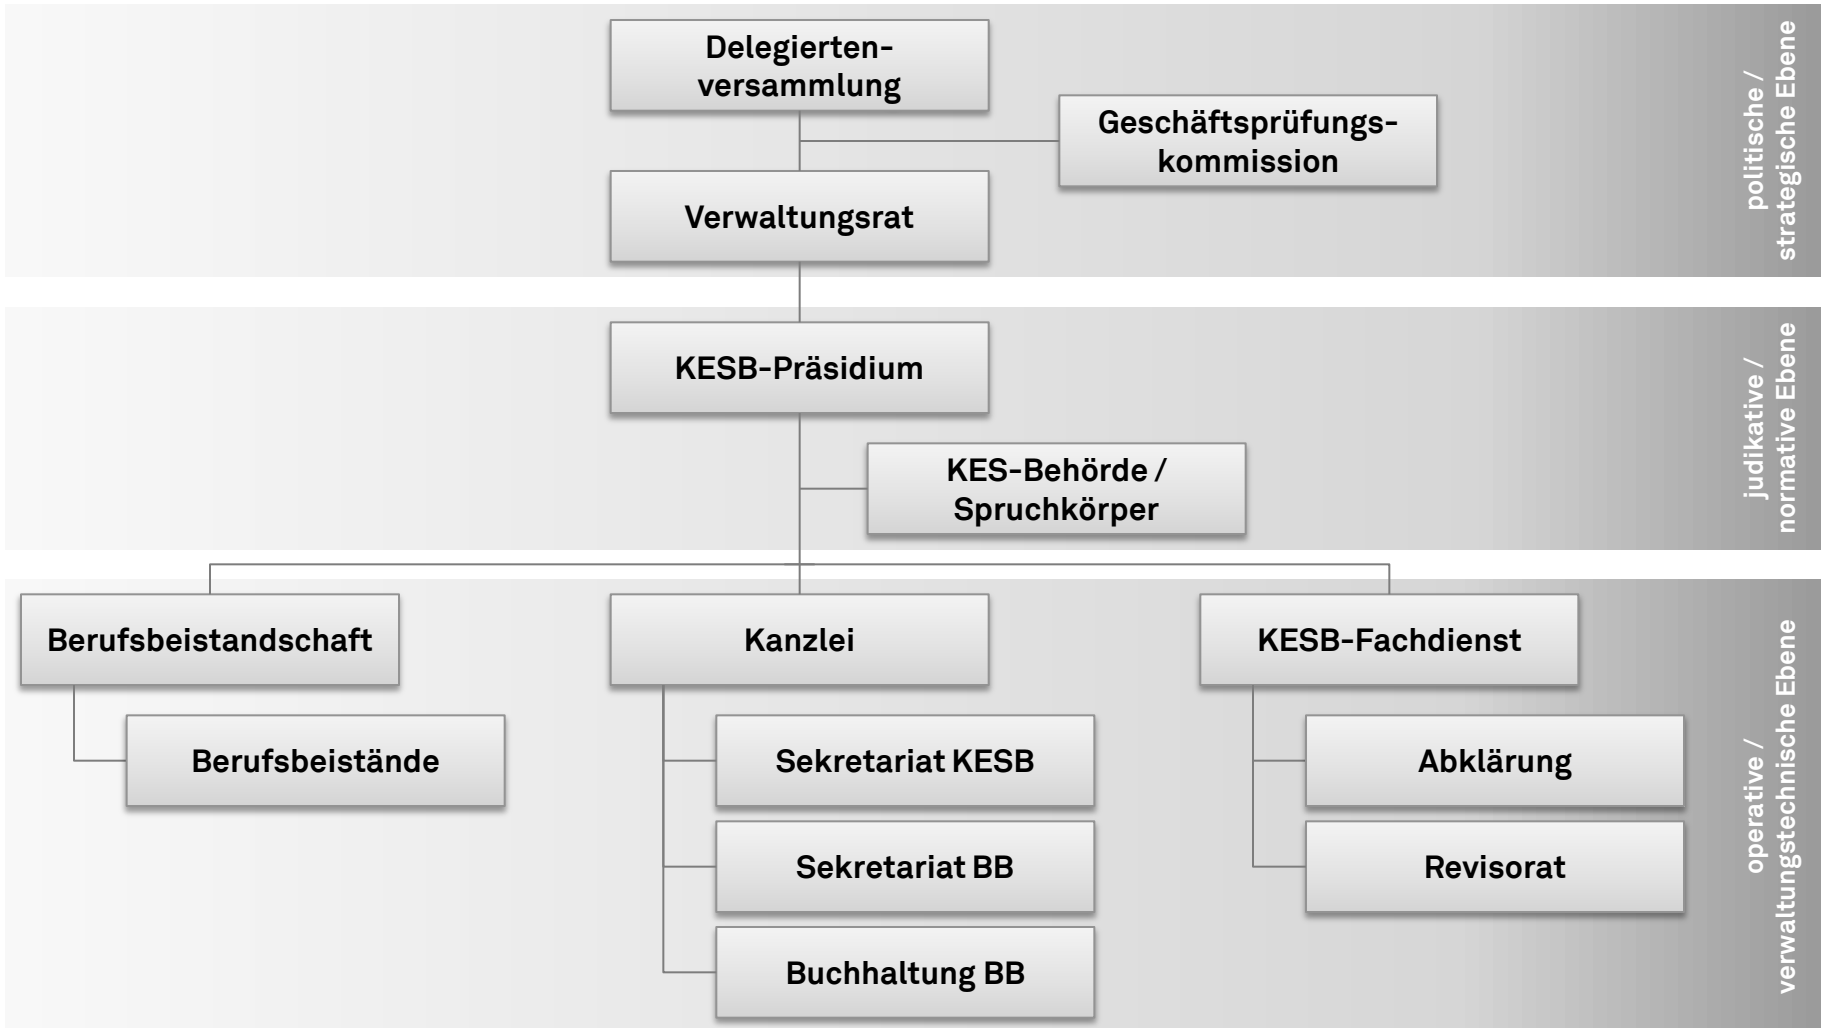 Delegierten-
versammlung
Geschäftsprüfungs-
kommission
Verwaltungsrat
politische /
strategische Ebene
KESB-Präsidium
KES-Behörde /
Spruchkörper
judikative /
normative Ebene
Berufsbeistandschaft
Kanzlei
KESB-Fachdienst
Berufsbeistände
Sekretariat KESB
Abklärung
Sekretariat BB
Revisorat
Buchhaltung BB
operative /
verwaltungstechnische Ebene